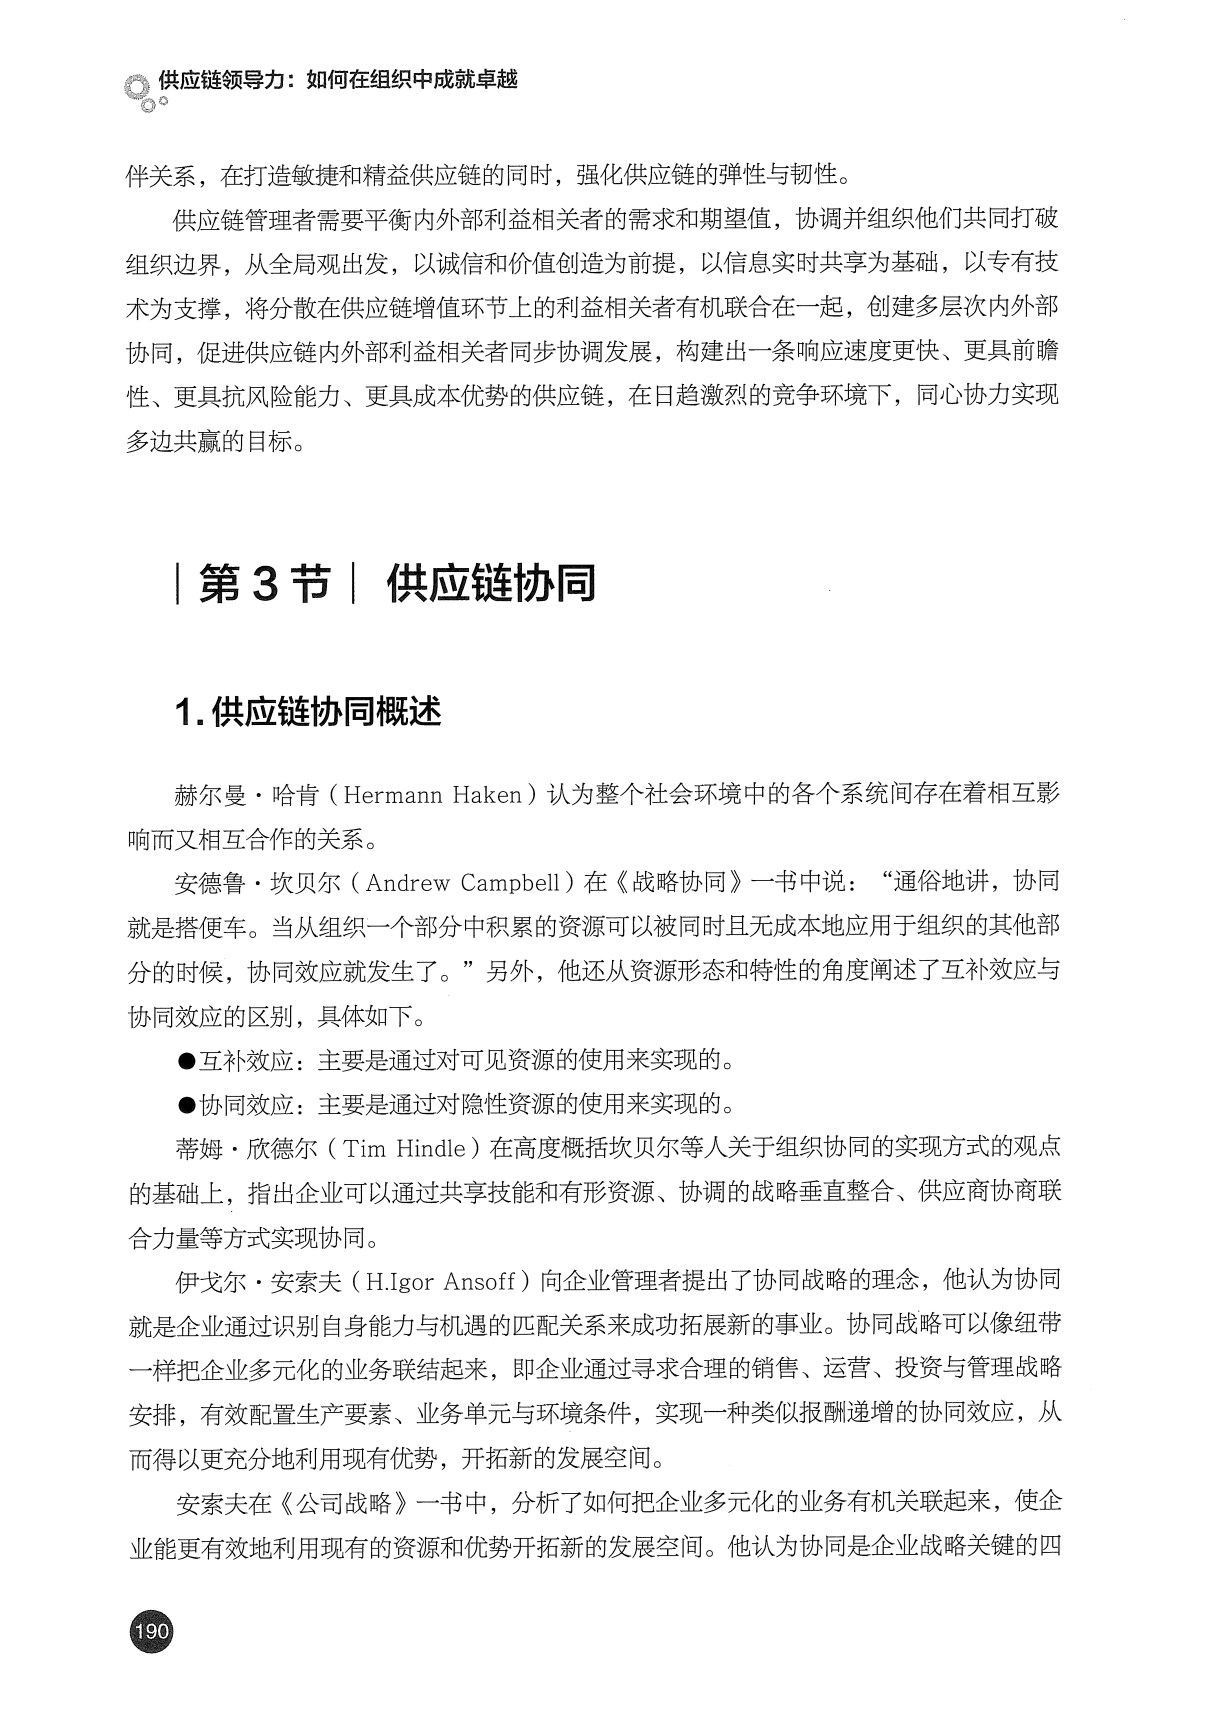 供应链领导力：如何在组织中成就卓越
伴关系，在打造敏捷和精益供应链的同时，强化供应链的弹性与韧性。
供应链管理者需要平衡内外部利益相关者的需求和期望值，协调并组织他们共同打破
组织边界，从全局观出发，以诚信和价值创造为前提，以信息实时共享为基础，以专有技
术为支撑，将分散在供应链增值环节上的利益相关者有机联合在一起，创建多层次内外部
协同，促进供应链内外部利益相关者同步协调发展，构建出一条响应速度更快、更具前瞻
性、更具抗风险能力、更具成本优势的供应链，在日趋激烈的竞争环境下，同心协力实现
多边共赢的目标。
|第 3 节| 供应链协同
1. 供应链协同概述
赫尔曼·哈肯（Hermann Haken）认为整个社会环境中的各个系统间存在着相互影
响而又相互合作的关系。
安德鲁·坎贝尔（Andrew Campbell）在《战略协同》一书中说：“通俗地讲，协同
就是搭便车。当从组织一个部分中积累的资源可以被同时且无成本地应用于组织的其他部
分的时候，协同效应就发生了。”另外，他还从资源形态和特性的角度阐述了互补效应与
协同效应的区别，具体如下。
●互补效应：主要是通过对可见资源的使用来实现的。
●协同效应：主要是通过对隐性资源的使用来实现的。
蒂姆·欣德尔（Tim Hindle）在高度概括坎贝尔等人关于组织协同的实现方式的观点
的基础上，指出企业可以通过共享技能和有形资源、协调的战略垂直整合、供应商协商联
合力量等方式实现协同。
伊戈尔·安索夫（H.Igor Ansoff）向企业管理者提出了协同战略的理念，他认为协同
就是企业通过识别自身能力与机遇的匹配关系来成功拓展新的事业。协同战略可以像纽带
一样把企业多元化的业务联结起来，即企业通过寻求合理的销售、运营、投资与管理战略
安排，有效配置生产要素、业务单元与环境条件，实现一种类似报酬递增的协同效应，从
而得以更充分地利用现有优势，开拓新的发展空间。
安索夫在《公司战略》一书中，分析了如何把企业多元化的业务有机关联起来，使企
业能更有效地利用现有的资源和优势开拓新的发展空间。他认为协同是企业战略关键的四
190